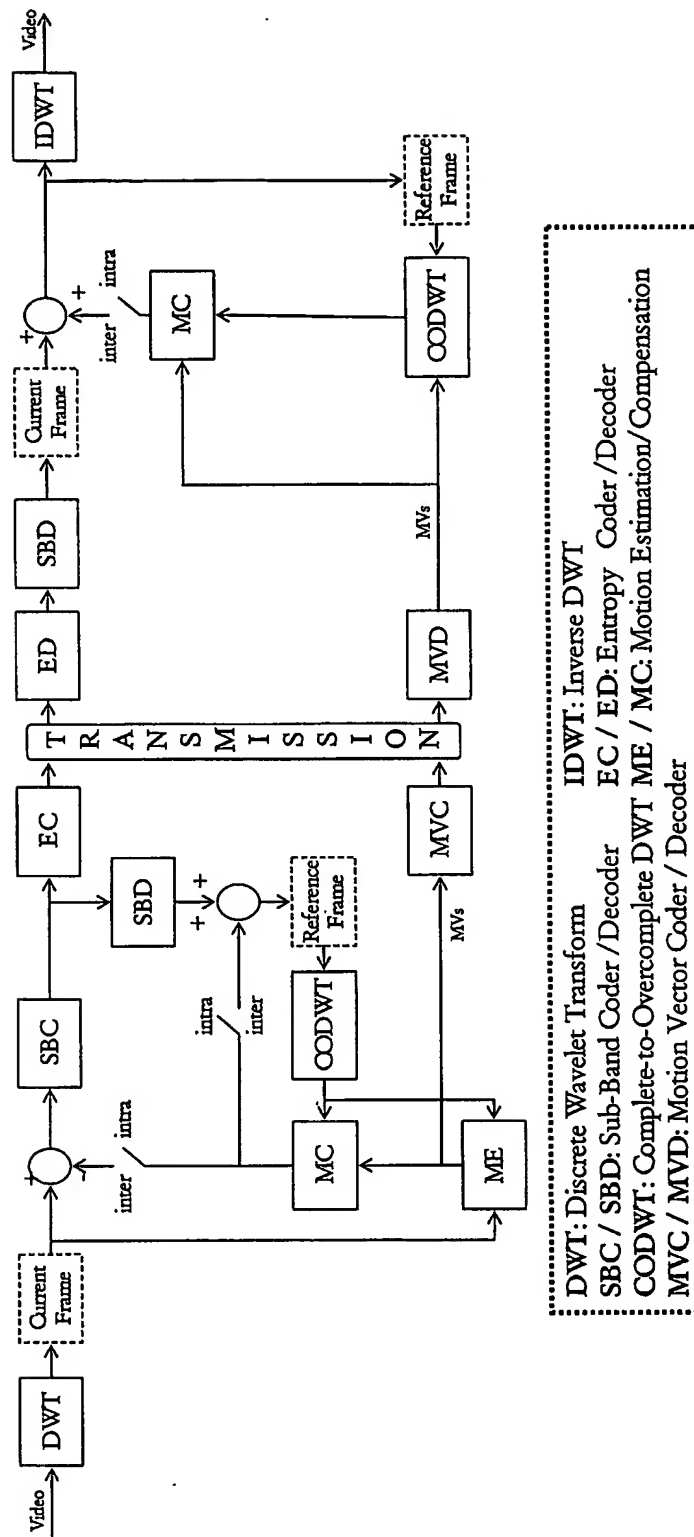 Video
DWT
Current
Frame
+
-
inter
intra
SBC
EC
SBD
+
+
intra
inter
Reference
Frame
CODWT
MC
ME
MVs
MVC
TRANSMISSION
ED
SBD
Current
Frame
+
+
inter
intra
MC
IDWT
Video
Reference
Frame
CODWT
MVs
MVD
DWT: Discrete Wavelet Transform IDWT: Inverse DWT
SBC / SBD: Sub-Band Coder /Decoder EC / ED: Entropy Coder /Decoder
CODWT: Complete-to-Overcomplete DWT ME / MC: Motion Estimation/Compensation
MVC / MVD: Motion Vector Coder / Decoder